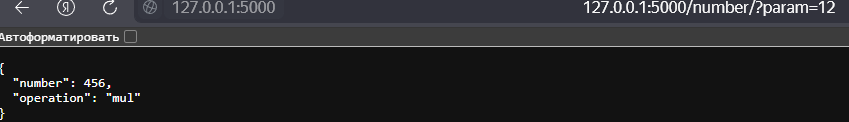 127.0.0.1:5000 127.0.0.1:5000/number/?param=12
Автоформатировать
{
"number": 456,
"operation": "mul"
}